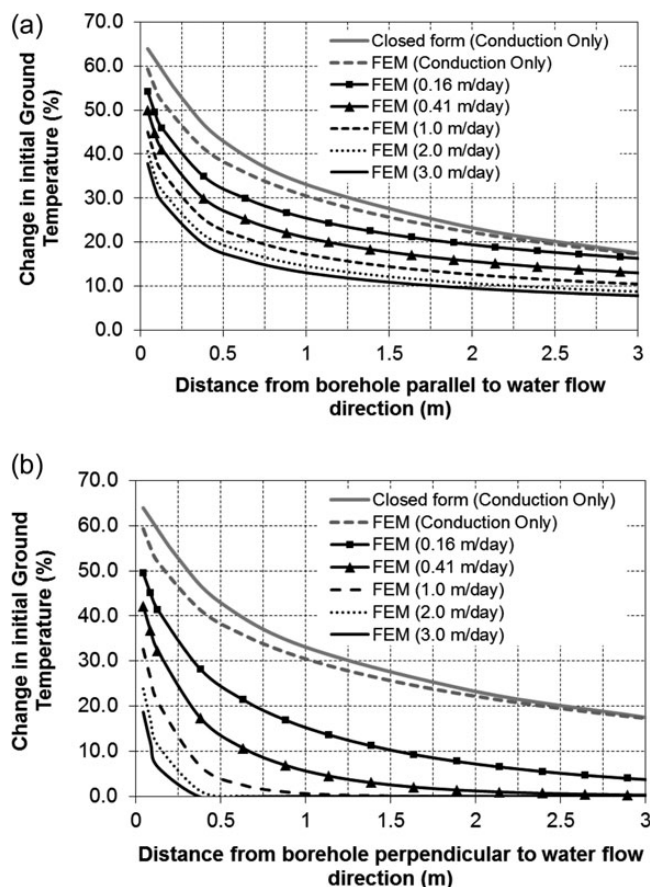 (a)
70.0
60.0
50.0
40.0
30.0
20.0
10.0
0.0
Change in initial Ground
Temperature (%)
Closed form (Conduction Only)
FEM (Conduction Only)
FEM (0.16 m/day)
FEM (0.41 m/day)
FEM (1.0 m/day)
FEM (2.0 m/day)
FEM (3.0 m/day)
0 0.5 1 1.5 2 2.5 3
Distance from borehole parallel to water flow
direction (m)
(b)
70.0
60.0
50.0
40.0
30.0
20.0
10.0
0.0
Change in initial Ground
Temperature (%)
Closed form (Conduction Only)
FEM (Conduction Only)
FEM (0.16 m/day)
FEM (0.41 m/day)
FEM (1.0 m/day)
FEM (2.0 m/day)
FEM (3.0 m/day)
0 0.5 1 1.5 2 2.5 3
Distance from borehole perpendicular to water flow
direction (m)